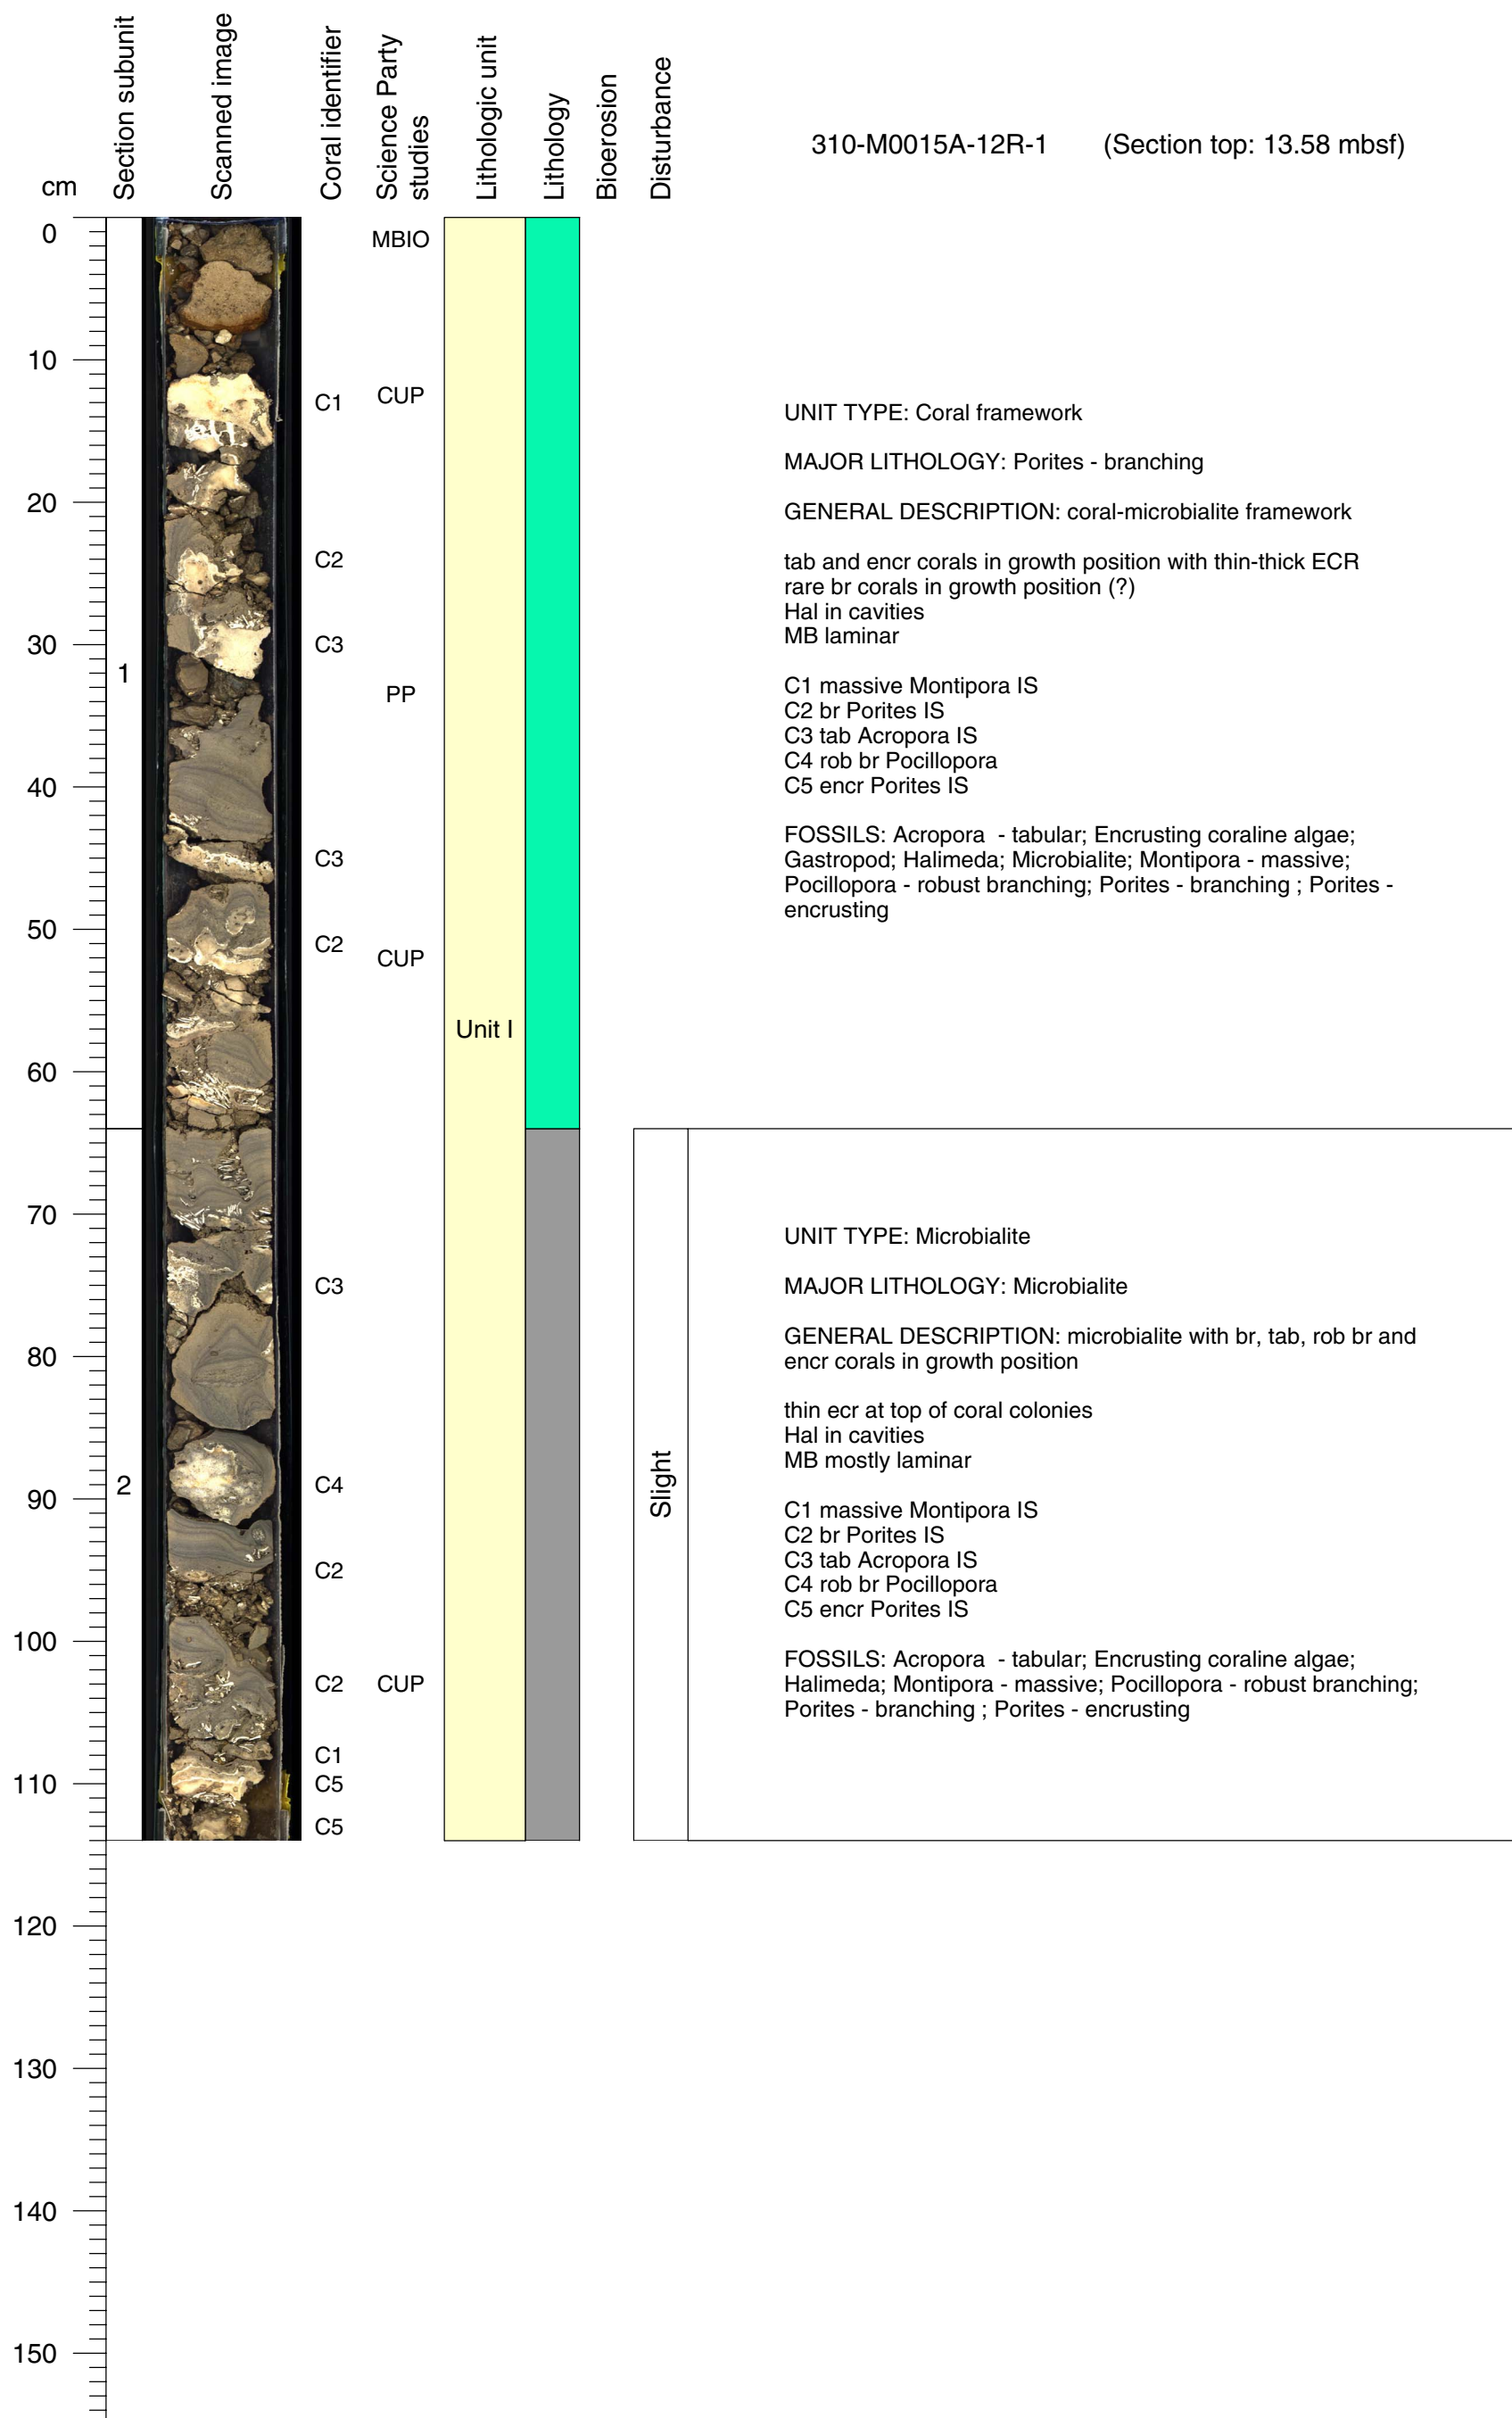 Section subunit
Scanned image
Coral identifier
Science Party
studies
Lithologic unit
Lithology
Bioerosion
Disturbance
310-M0015A-12R-1 (Section top: 13.58 mbsf)
cm
0
MBIO
10
C1 CUP
UNIT TYPE: Coral framework
MAJOR LITHOLOGY: Porites - branching
20
GENERAL DESCRIPTION: coral-microbialite framework
C2
tab and encr corals in growth position with thin-thick ECR
rare br corals in growth position (?)
Hal in cavities
30
C3
MB laminar
1
PP
C1 massive Montipora IS
C2 br Porites IS
C3 tab Acropora IS
C4 rob br Pocillopora
40
C5 encr Porites IS
C3
FOSSILS: Acropora  - tabular; Encrusting coraline algae;
Gastropod; Halimeda; Microbialite; Montipora - massive;
Pocillopora - robust branching; Porites - branching ; Porites -
encrusting
50
C2 CUP
Unit I
60
70
UNIT TYPE: Microbialite
C3
MAJOR LITHOLOGY: Microbialite
80
GENERAL DESCRIPTION: microbialite with br, tab, rob br and
encr corals in growth position
thin ecr at top of coral colonies
Hal in cavities
MB mostly laminar
2
C4
Slight
90
C1 massive Montipora IS
C2 br Porites IS
C2
C3 tab Acropora IS
C4 rob br Pocillopora
C5 encr Porites IS
100
C2 CUP
FOSSILS: Acropora  - tabular; Encrusting coraline algae;
Halimeda; Montipora - massive; Pocillopora - robust branching;
Porites - branching ; Porites - encrusting
C1
110
C5
C5
120
130
140
150